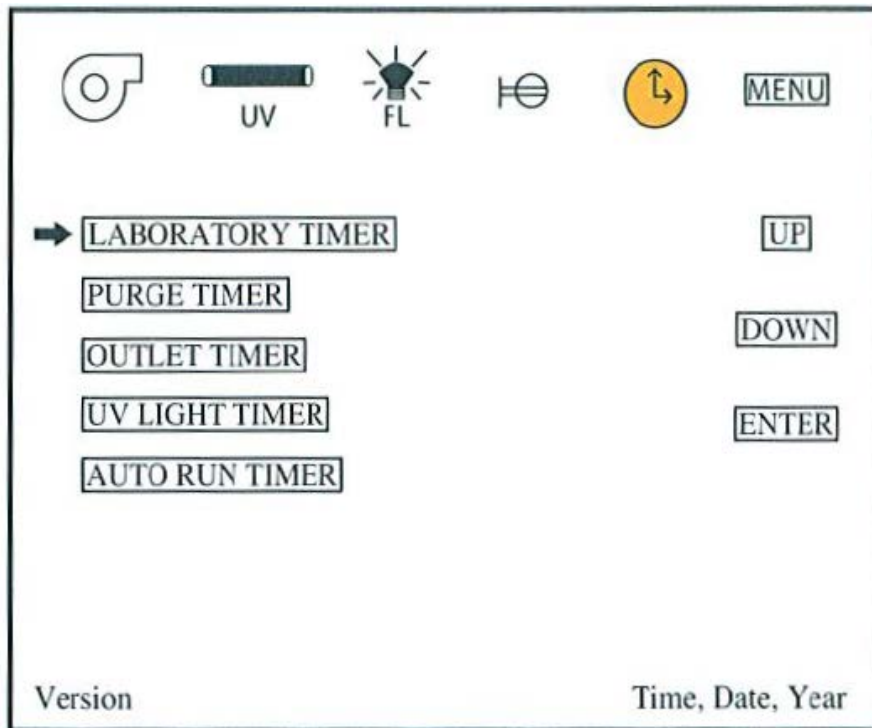 UV
FL
MENU
LABORATORY TIMER
UP
PURGE TIMER
DOWN
OUTLET TIMER
UV LIGHT TIMER
ENTER
AUTO RUN TIMER
Version
Time, Date, Year